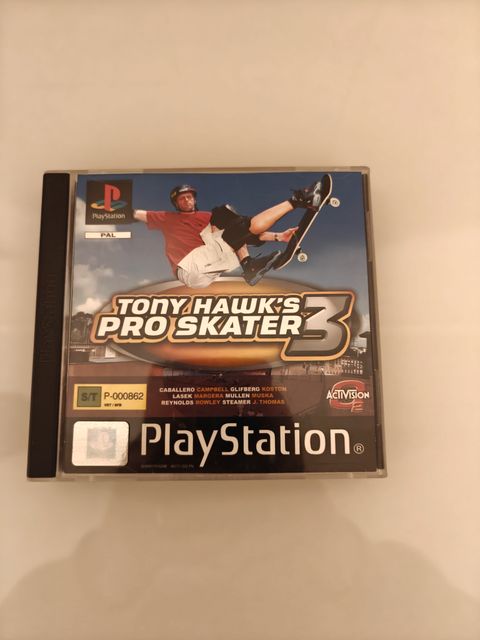 PlayStation
PAL
TONY HAWK'S
PRO SKATER 3
S/T P-000862
CABALLERO CAMPBELL GLIFBERG KOSTON
LASEK MARGERA MULLEN MUSKA
REYNOLDS ROWLEY STEAMER J. THOMAS
ACTIVISION
PlayStation®
PlayStation